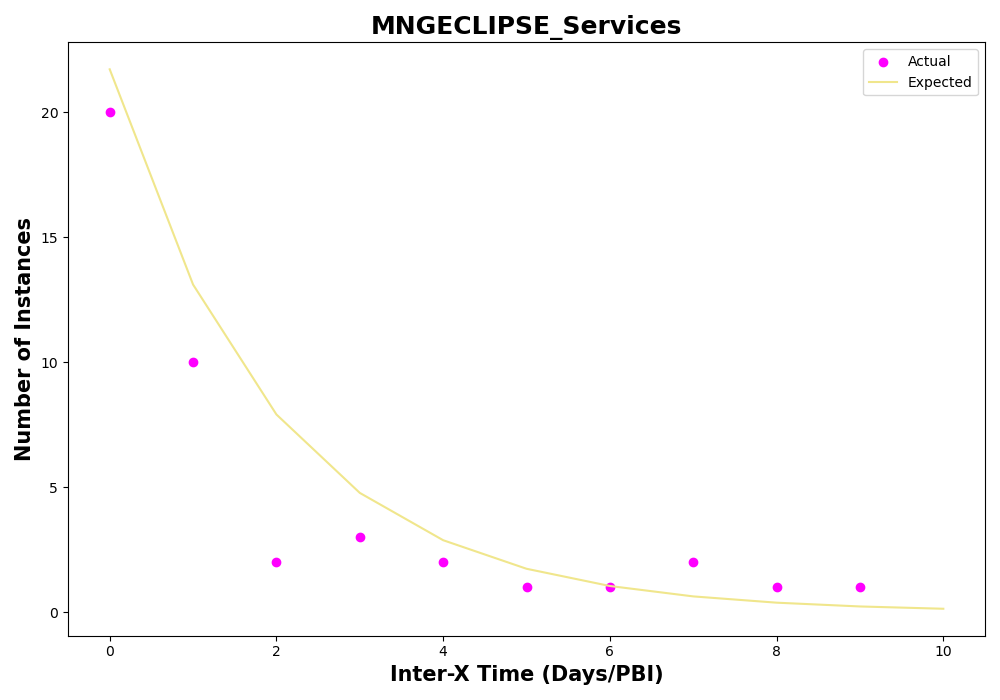 MNGECLIPSE_Services
Actual
Expected
Number of Instances
20
15
10
5
0
0 2 4 6 8 10
Inter-X Time (Days/PBI)